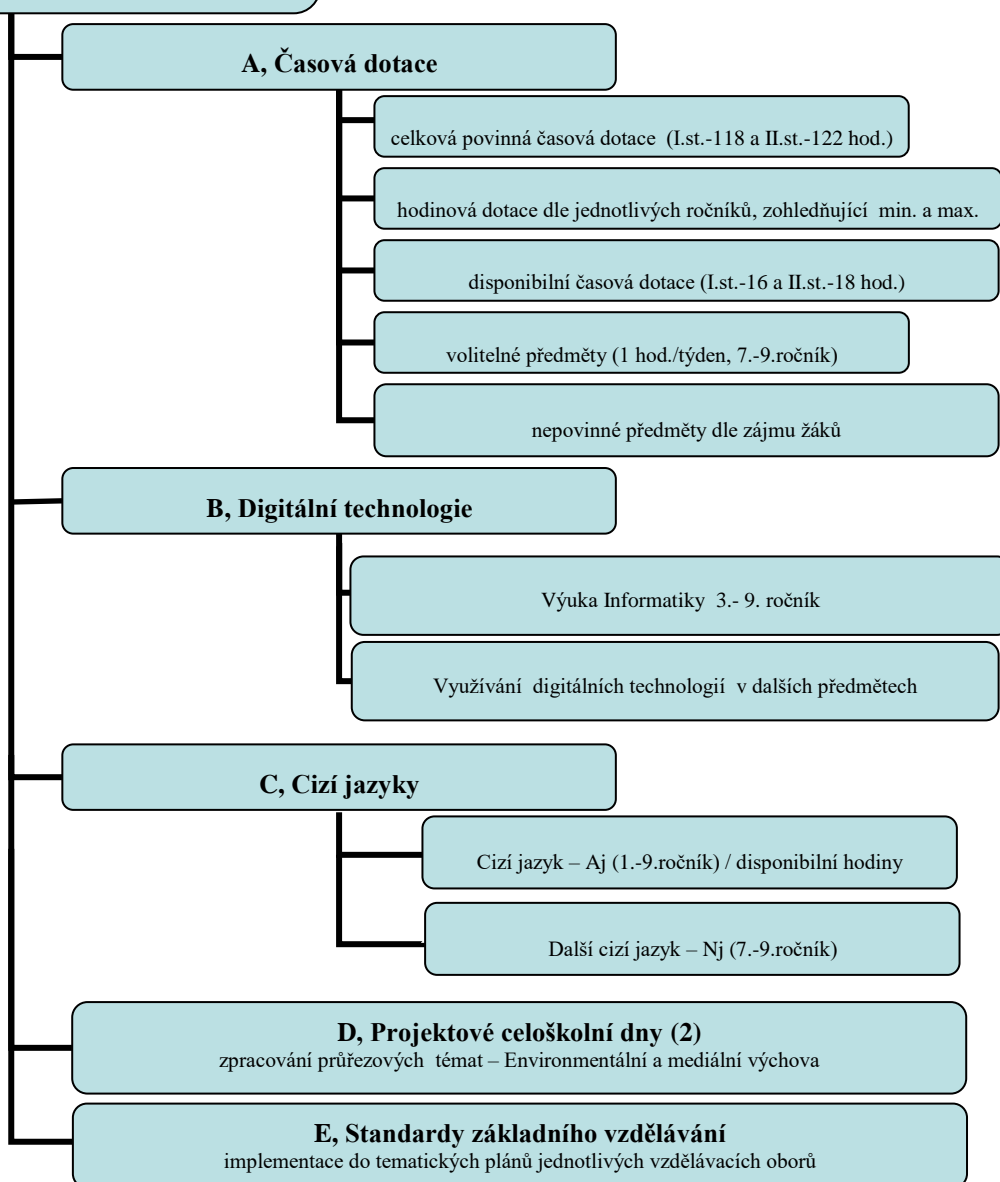 A, Časová dotace
celková povinná časová dotace  (I.st.-118 a II.st.-122 hod.)
hodinová dotace dle jednotlivých ročníků, zohledňující  min. a max.
disponibilní časová dotace (I.st.-16 a II.st.-18 hod.)
volitelné předměty (1 hod./týden, 7.-9.ročník)
nepovinné předměty dle zájmu žáků
B, Digitální technologie
Výuka Informatiky  3.- 9. ročník
Využívání  digitálních technologií  v dalších předmětech
C, Cizí jazyky
Cizí jazyk – Aj (1.-9.ročník) / disponibilní hodiny
Další cizí jazyk – Nj (7.-9.ročník)
D, Projektové celoškolní dny (2)
zpracování průřezových  témat – Environmentální a mediální výchova
E, Standardy základního vzdělávání
implementace do tematických plánů jednotlivých vzdělávacích oborů